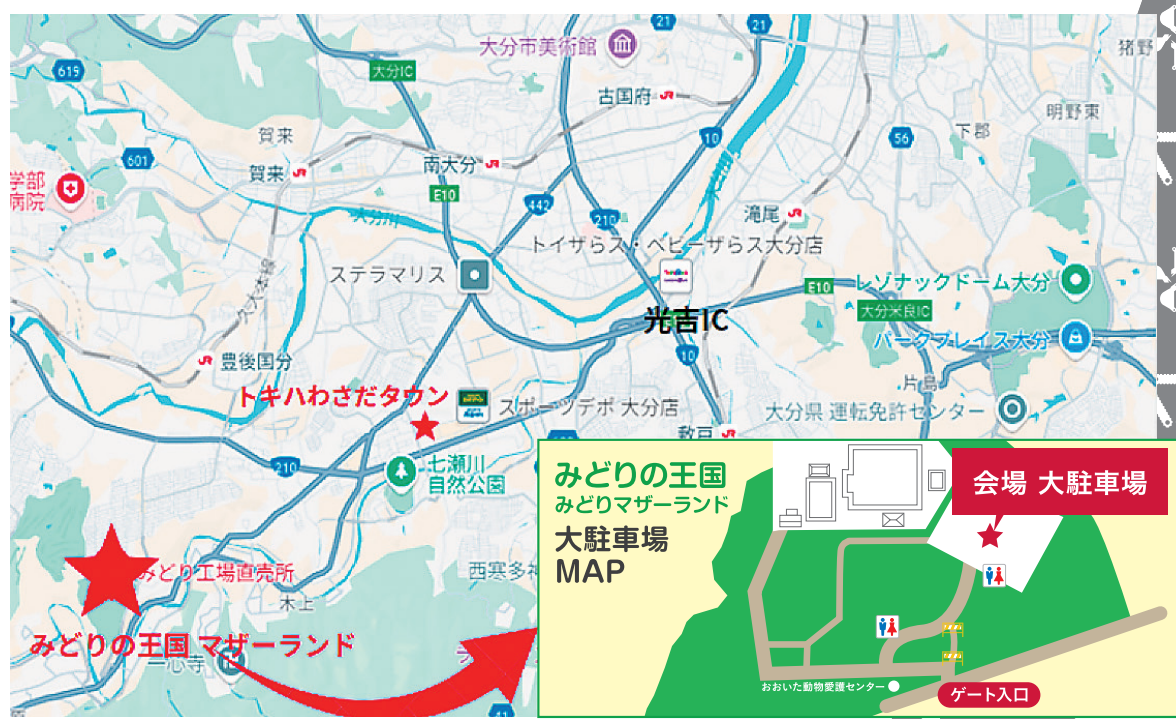 21
21
大分市美術館
猪野
619
大分IC
古国府
明野東
10
56
下郡
賀来
601
賀来
南大分
学部
病院
E10
442
大分川
210
滝尾
トイザらス・ベビーザらス大分店
ステラマリス
久大本線
E10
レゾナックドーム大分
大分米良IC
光吉IC
パークプレイス大分
10
豊後国分
片島
トキハわさだタウン
スポーツデポ 大分店
大分県 運転免許センター
敷戸
210
七瀬川
自然公園
みどり工場直売所
西寒多神
木上
みどりの王国 マザーランド
一心寺
41
みどりの王国
みどりマザーランド
大駐車場
MAP
会場 大駐車場
おおいた動物愛護センター
ゲート入口